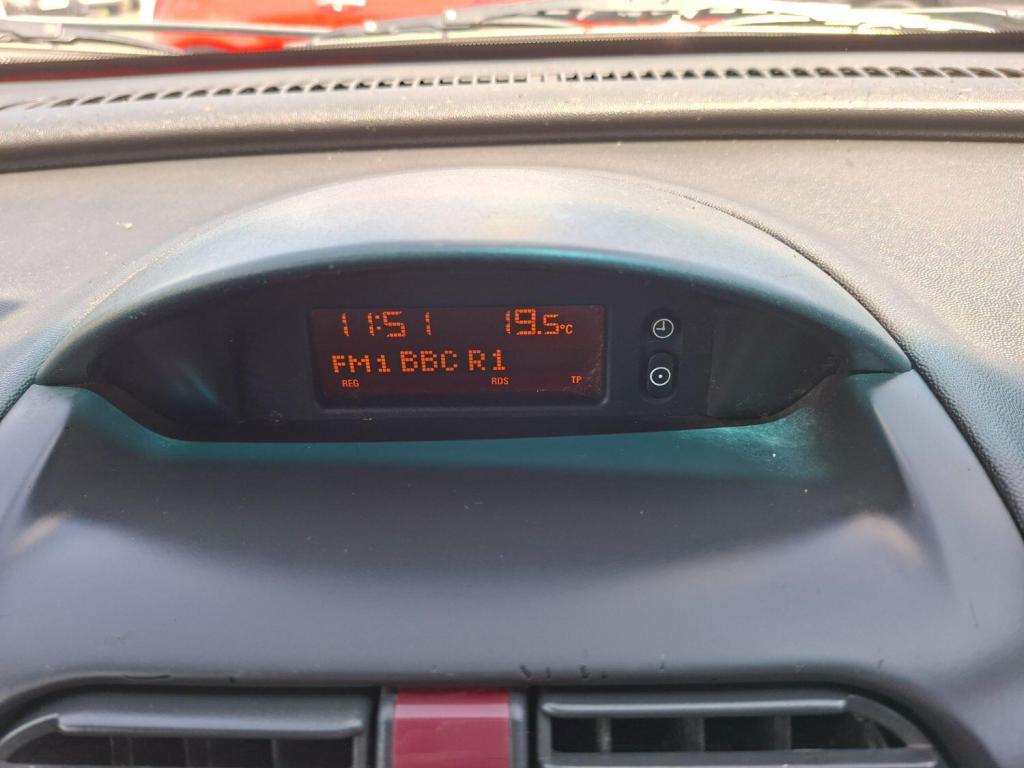 11:51 19.5°C
FM1 BBC R1
REG RDS TP